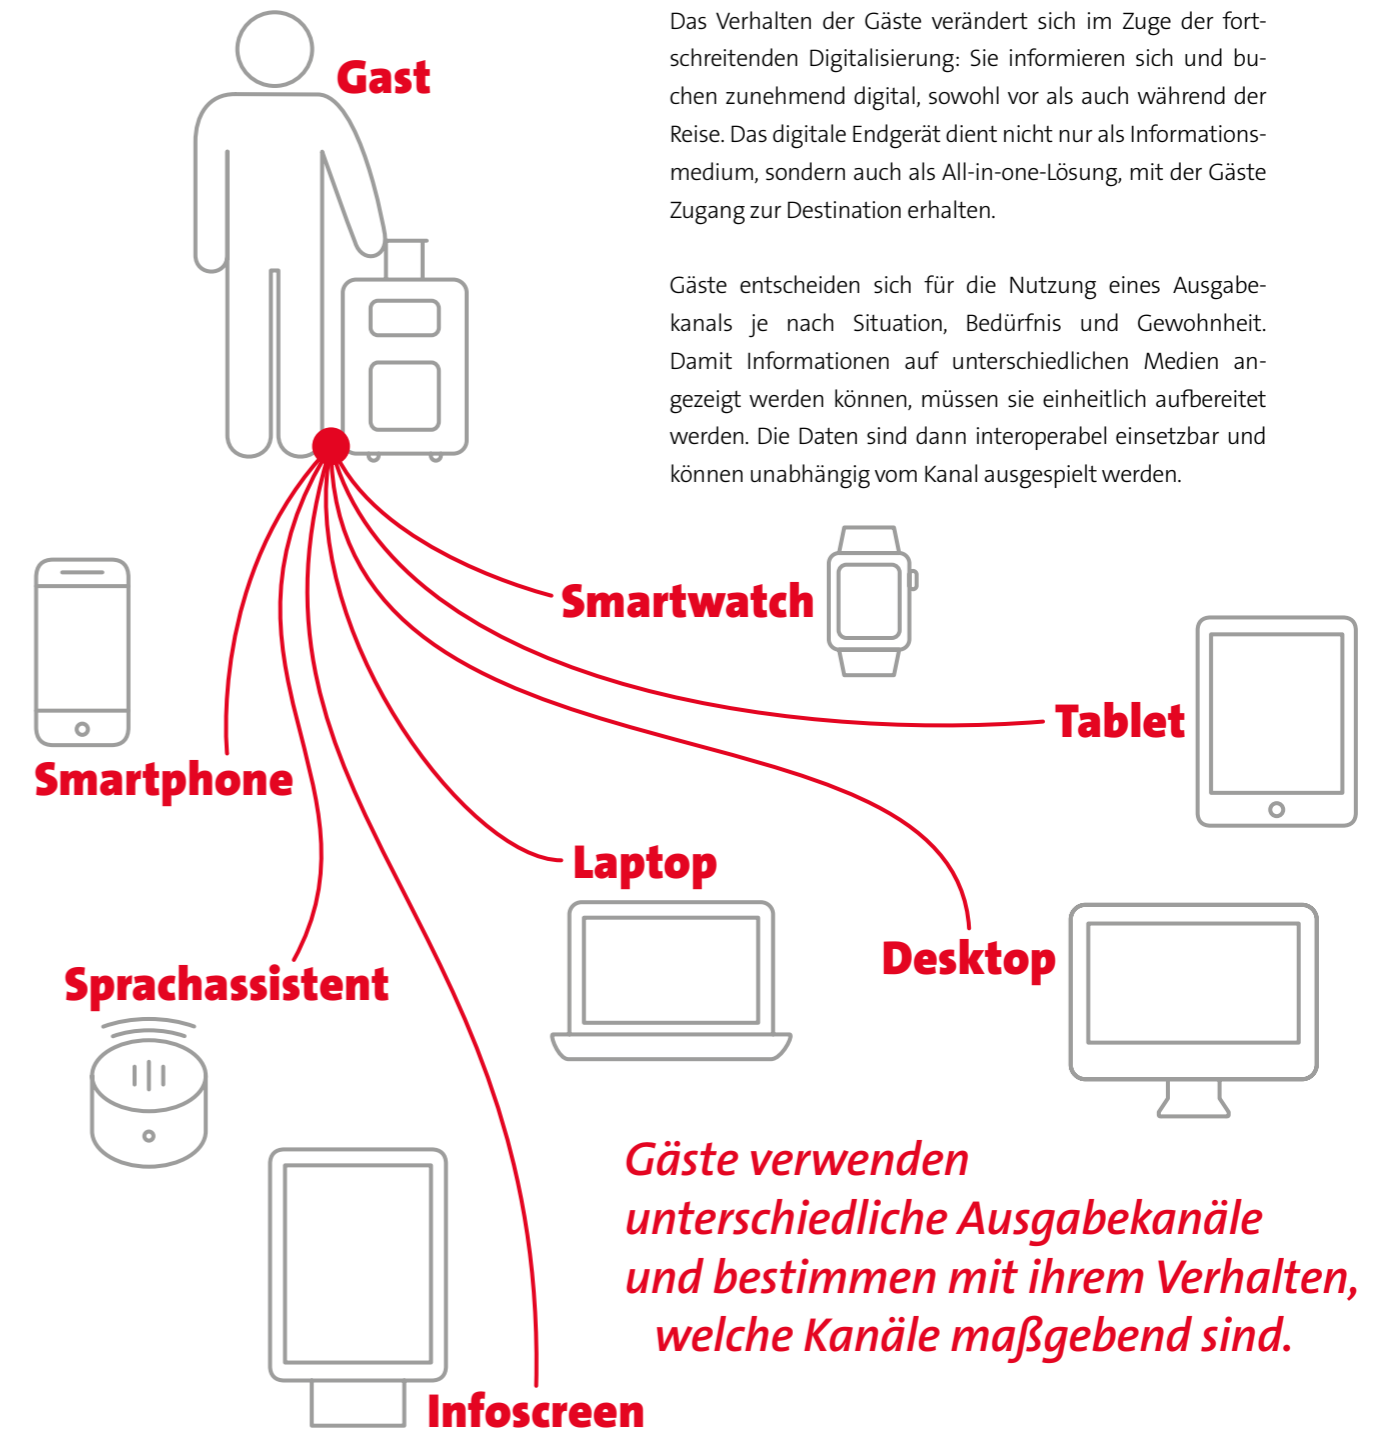 Gast
Das Verhalten der Gäste verändert sich im Zuge der fort-
schreitenden Digitalisierung: Sie informieren sich und bu-
chen zunehmend digital, sowohl vor als auch während der
Reise. Das digitale Endgerät dient nicht nur als Informations-
medium, sondern auch als All-in-one-Lösung, mit der Gäste
Zugang zur Destination erhalten.
Gäste entscheiden sich für die Nutzung eines Ausgabe-
kanals je nach Situation, Bedürfnis und Gewohnheit.
Damit Informationen auf unterschiedlichen Medien an-
gezeigt werden können, müssen sie einheitlich aufbereitet
werden. Die Daten sind dann interoperabel einsetzbar und
können unabhängig vom Kanal ausgespielt werden.
Smartwatch
Tablet
Smartphone
Laptop
Desktop
Sprachassistent
Gäste verwenden
unterschiedliche Ausgabekanäle
und bestimmen mit ihrem Verhalten,
welche Kanäle maßgebend sind.
Infoscreen